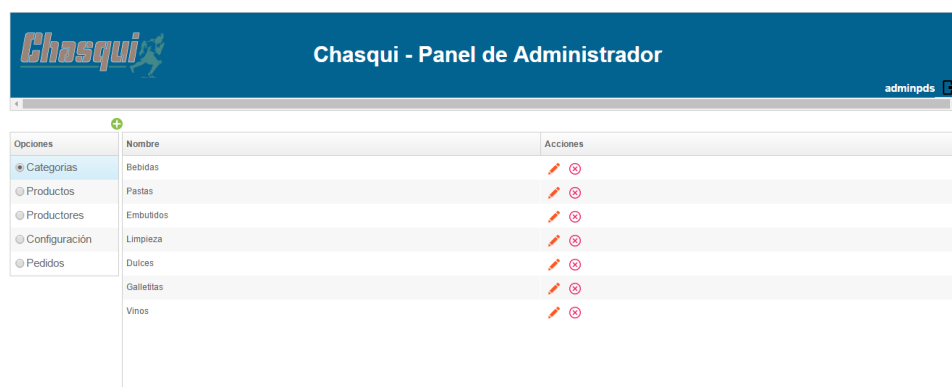 Chasqui
Chasqui - Panel de Administrador
adminpds
Opciones
Nombre
Acciones
Categorias
Bebidas
Productos
Pastas
Productores
Embutidos
Configuración
Limpieza
Pedidos
Dulces
Galletitas
Vinos